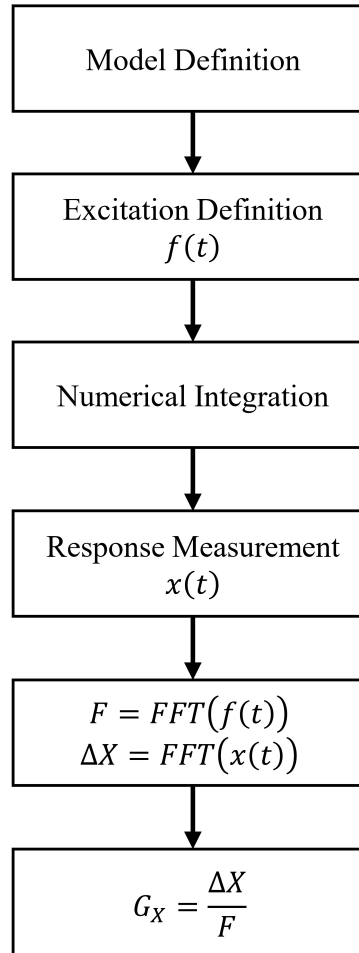 Model Definition
Excitation Definition
f(t)
Numerical Integration
Response Measurement
x(t)
F = FFT(f(t))
ΔX = FFT(x(t))
G_X = ΔX/F